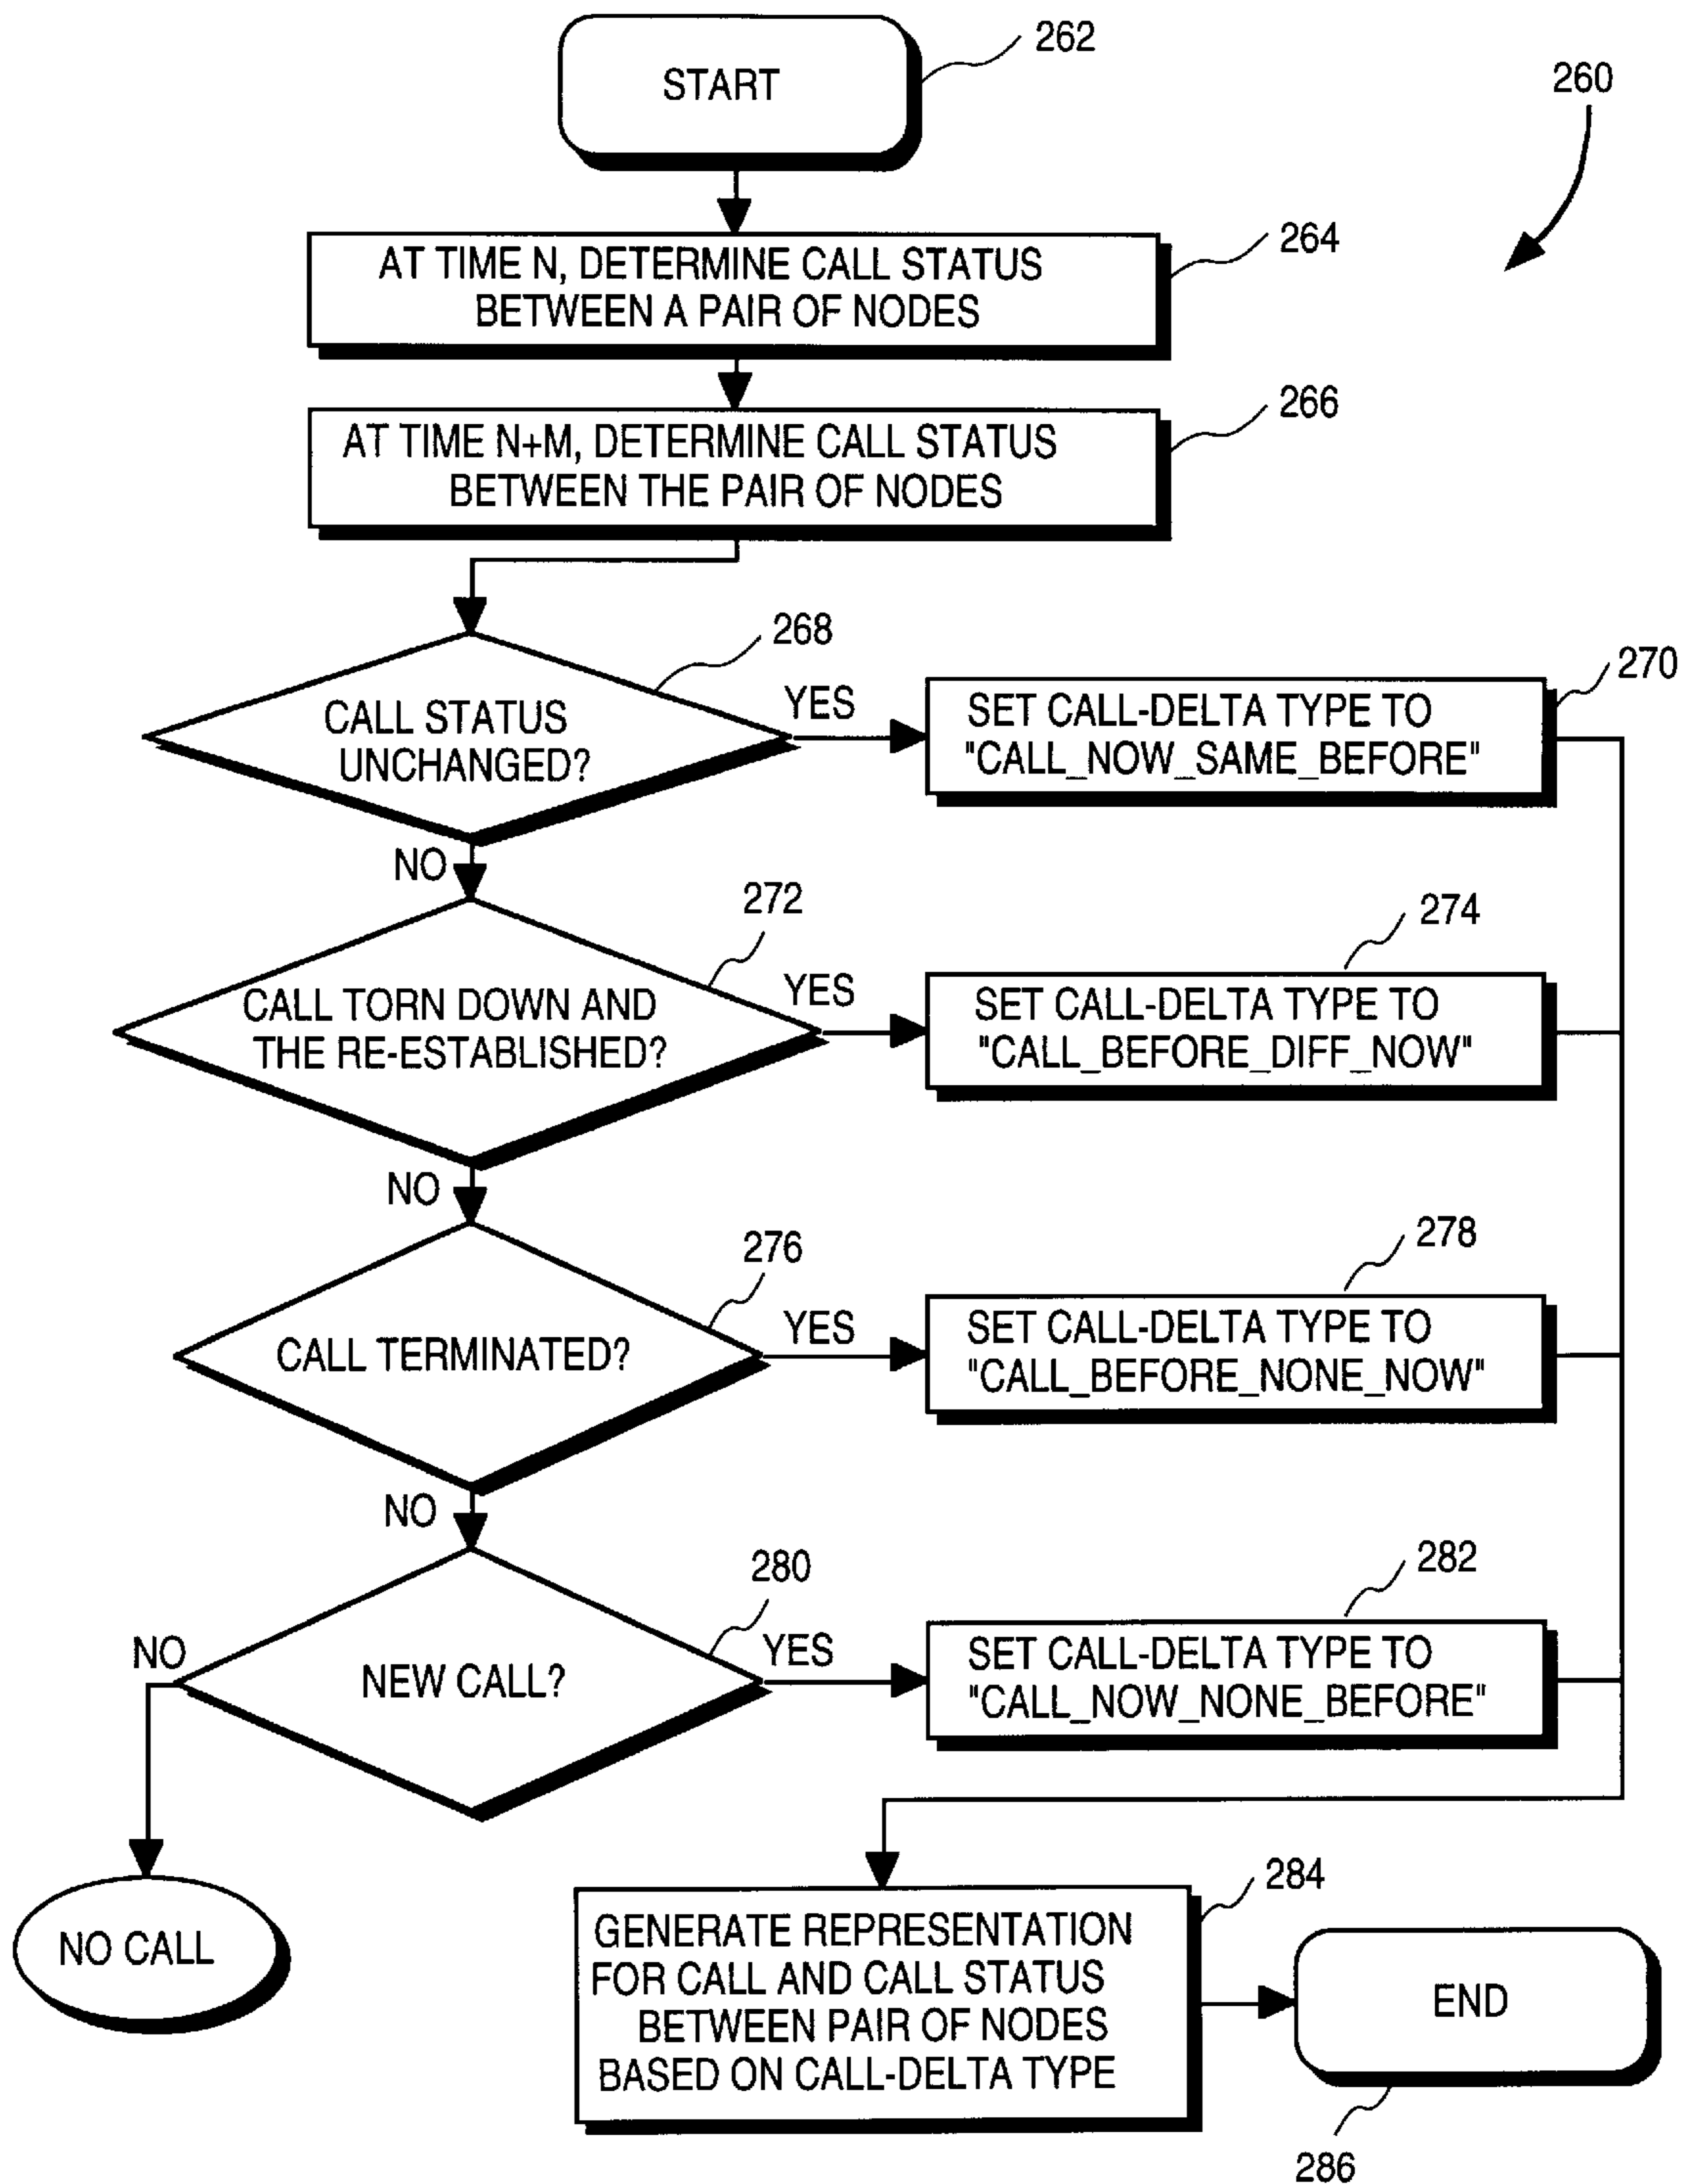 START
262
260
AT TIME N, DETERMINE CALL STATUS
BETWEEN A PAIR OF NODES
264
AT TIME N+M, DETERMINE CALL STATUS
BETWEEN THE PAIR OF NODES
266
268
CALL STATUS
UNCHANGED?
YES
SET CALL-DELTA TYPE TO
"CALL_NOW_SAME_BEFORE"
270
NO
272
CALL TORN DOWN AND
THE RE-ESTABLISHED?
YES
274
SET CALL-DELTA TYPE TO
"CALL_BEFORE_DIFF_NOW"
NO
276
CALL TERMINATED?
YES
278
SET CALL-DELTA TYPE TO
"CALL_BEFORE_NONE_NOW"
NO
280
NEW CALL?
NO
YES
282
SET CALL-DELTA TYPE TO
"CALL_NOW_NONE_BEFORE"
NO CALL
284
GENERATE REPRESENTATION
FOR CALL AND CALL STATUS
BETWEEN PAIR OF NODES
BASED ON CALL-DELTA TYPE
END
286